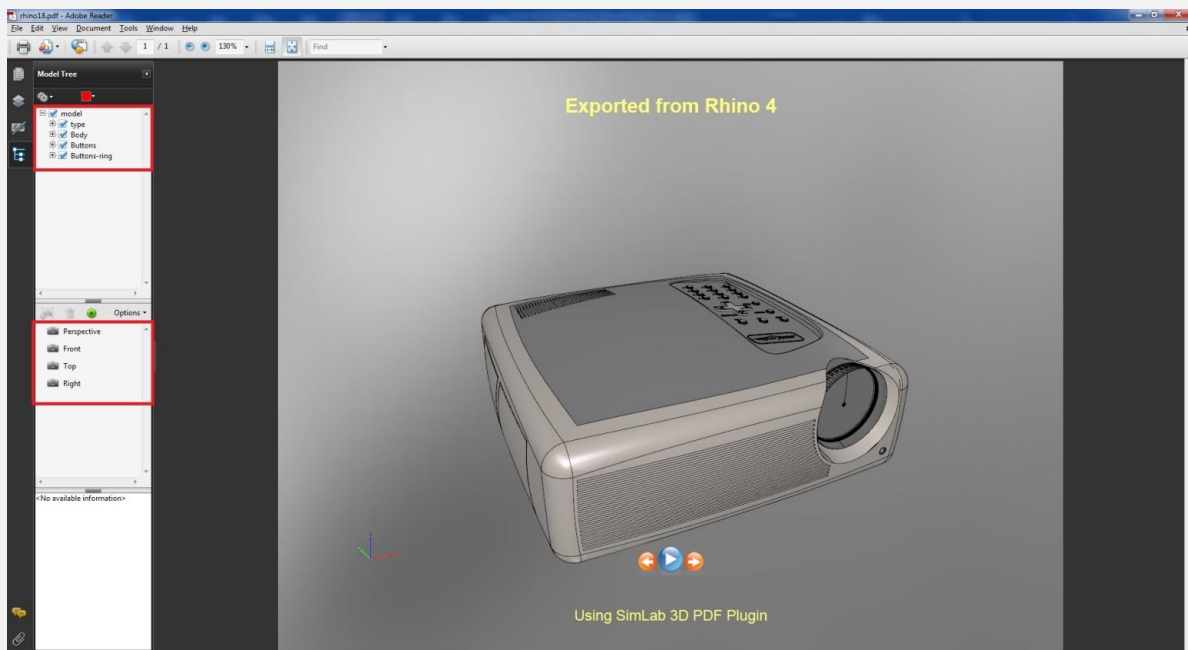 rhino18.pdf - Adobe Reader
File Edit View Document Tools Window Help
1 / 1 130% Find
Model Tree
model
type
Body
Buttons
Buttons-ring
Options
Perspective
Front
Top
Right
<No available information>
Exported from Rhino 4
Using SimLab 3D PDF Plugin